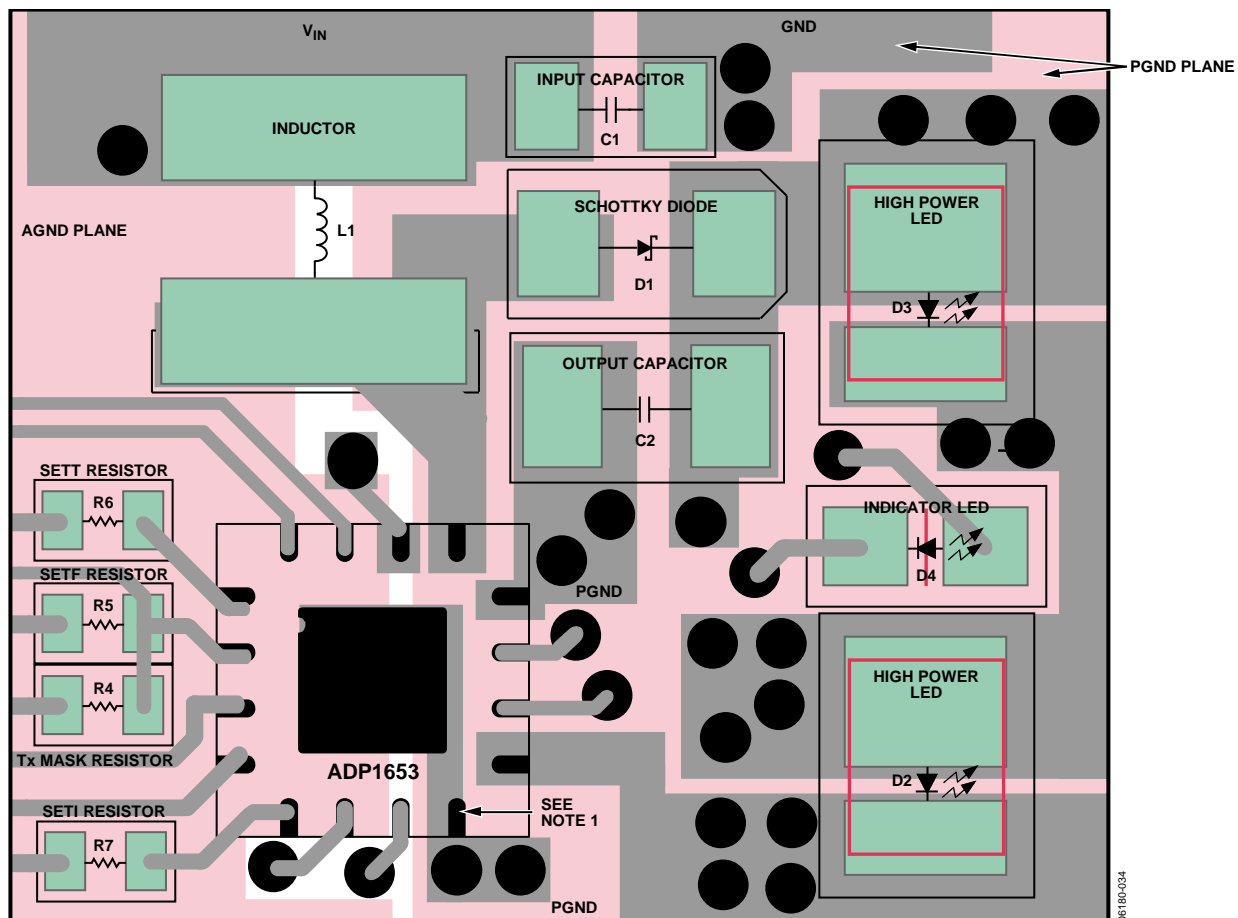 V_IN
GND
PGND PLANE
INPUT CAPACITOR
C1
INDUCTOR
SCHOTTKY DIODE
D1
HIGH POWER
LED
D3
AGND PLANE
L1
OUTPUT CAPACITOR
C2
SETT RESISTOR
R6
INDICATOR LED
D4
SETF RESISTOR
R5
PGND
R4
HIGH POWER
LED
D2
Tx MASK RESISTOR
ADP1653
SETI RESISTOR
R7
SEE
NOTE 1
PGND
06180-034